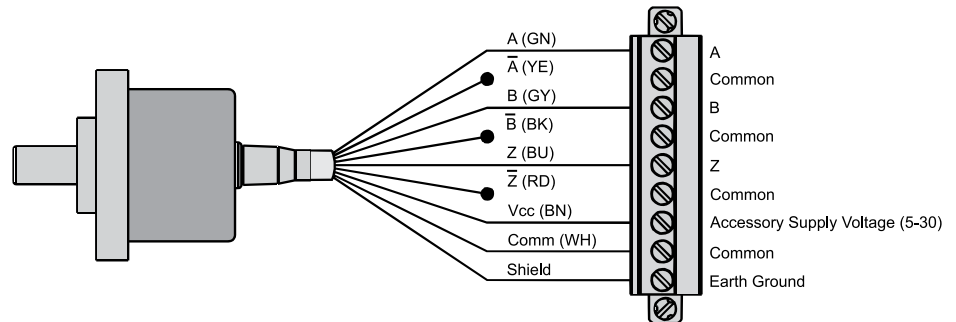 A (GN)
A̅ (YE)
B (GY)
B̅ (BK)
Z (BU)
Z̅ (RD)
Vcc (BN)
Comm (WH)
Shield
A
Common
B
Common
Z
Common
Accessory Supply Voltage (5-30)
Common
Earth Ground